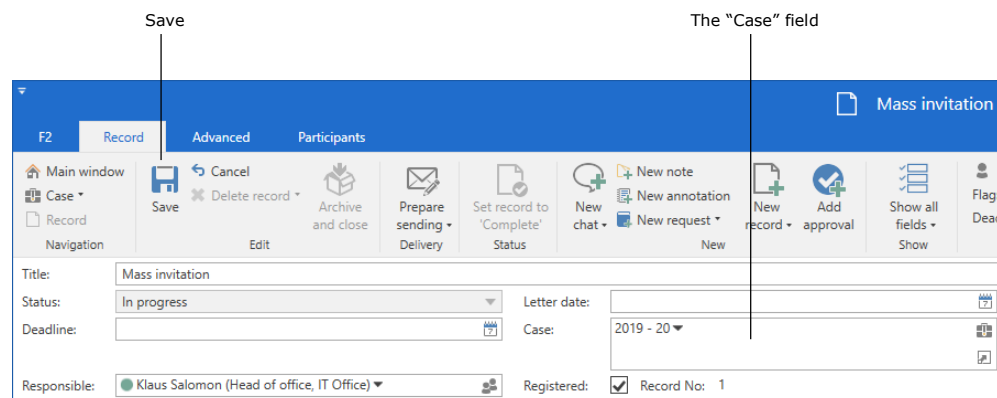 Save
The “Case” field
Mass invitation
F2 Record Advanced Participants
Main window
Case
Record
Navigation
Save
Cancel
Delete record
Archive
and close
Edit
Prepare
sending
Delivery
Set record to
'Complete'
Status
New
chat
New note
New annotation
New request
New
record
Add
approval
New
Show all
fields
Show
Flag
Dead
Title: Mass invitation
Status: In progress
Letter date:
Deadline:
Case: 2019 - 20
Responsible: Klaus Salomon (Head of office, IT Office)
Registered: Record No: 1